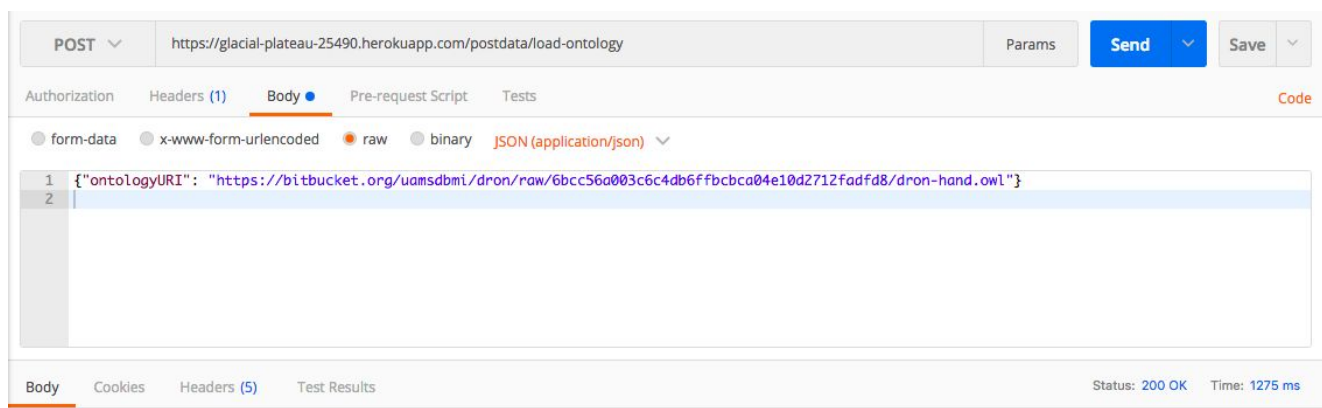 POST https://glacial-plateau-25490.herokuapp.com/postdata/load-ontology Params Send Save
Authorization Headers (1) Body Pre-request Script Tests Code
form-data x-www-form-urlencoded raw binary JSON (application/json)
1 {"ontologyURI": "https://bitbucket.org/uamsdbmi/dron/raw/6bcc56a003c6c4db6ffbcbca04e10d2712fadfd8/dron-hand.owl"}
2
Body Cookies Headers (5) Test Results Status: 200 OK Time: 1275 ms